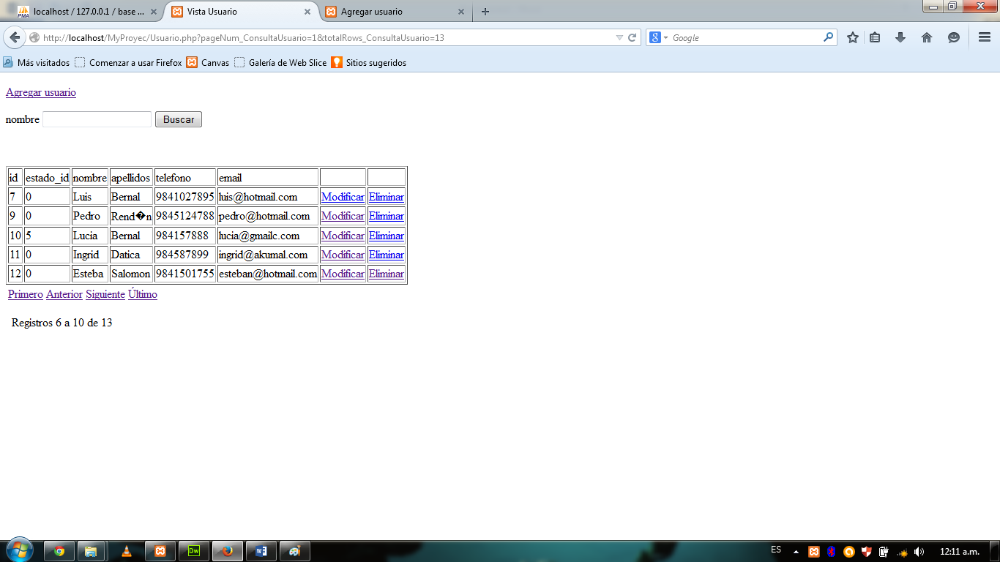 localhost / 127.0.0.1 / base ...
Vista Usuario
Agregar usuario
http://localhost/MyProyec/Usuario.php?pageNum_ConsultaUsuario=1&totalRows_ConsultaUsuario=13
Google
Más visitados Comenzar a usar Firefox Canvas Galería de Web Slice Sitios sugeridos
Agregar usuario
nombre Buscar
id estado_id nombre apellidos telefono email
7 0 Luis Bernal 9841027895 luis@hotmail.com Modificar Eliminar
9 0 Pedro Rend�n 9845124788 pedro@hotmail.com Modificar Eliminar
10 5 Lucia Bernal 984157888 lucia@gmailc.com Modificar Eliminar
11 0 Ingrid Datica 984587899 ingrid@akumal.com Modificar Eliminar
12 0 Esteba Salomon 9841501755 esteban@hotmail.com Modificar Eliminar
Primero Anterior Siguiente Último
Registros 6 a 10 de 13
ES
12:11 a.m.